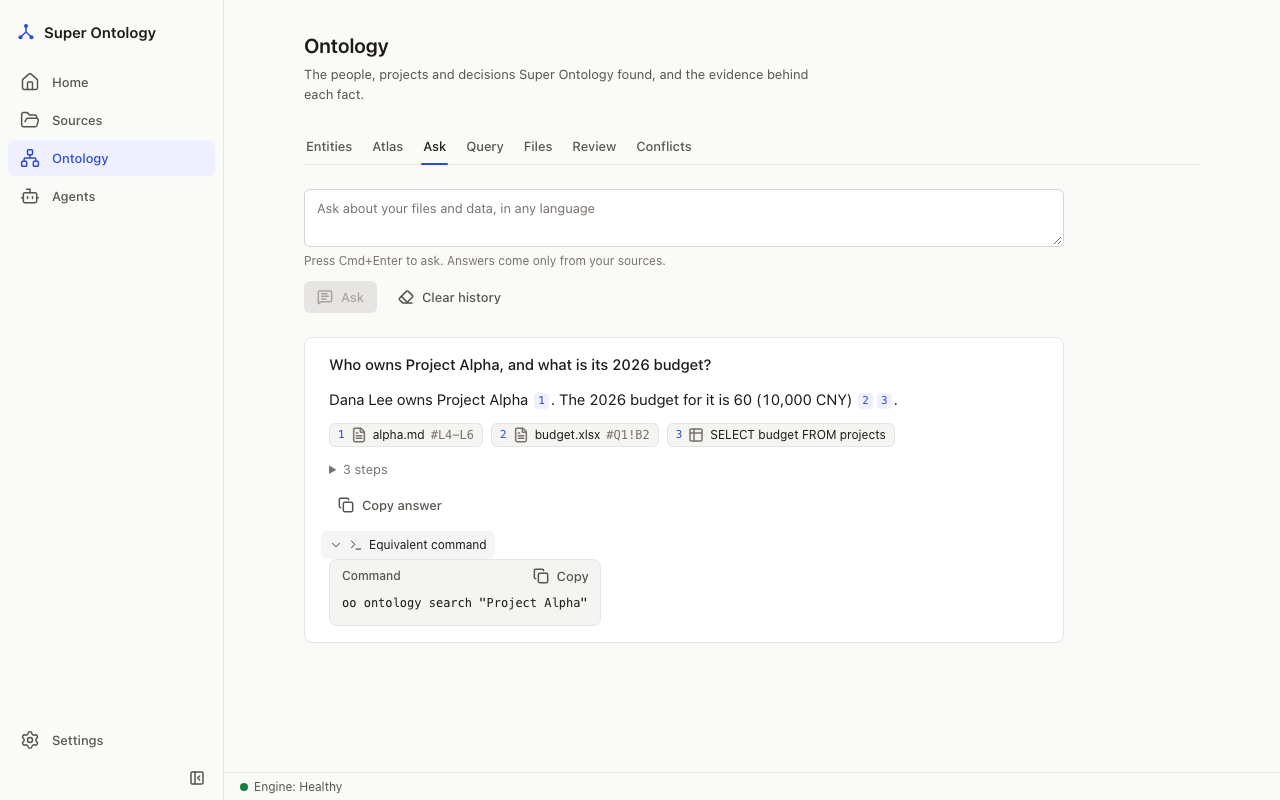 Super Ontology
Home
Sources
Ontology
Agents
Settings
Ontology
The people, projects and decisions Super Ontology found, and the evidence behind
each fact.
Entities Atlas Ask Query Files Review Conflicts
Ask about your files and data, in any language
Press Cmd+Enter to ask. Answers come only from your sources.
Ask Clear history
Who owns Project Alpha, and what is its 2026 budget?
Dana Lee owns Project Alpha 1. The 2026 budget for it is 60 (10,000 CNY) 2 3.
1 alpha.md #L4–L6 2 budget.xlsx #Q1!B2 3 SELECT budget FROM projects
3 steps
Copy answer
Equivalent command
Command Copy
oo ontology search "Project Alpha"
Engine: Healthy